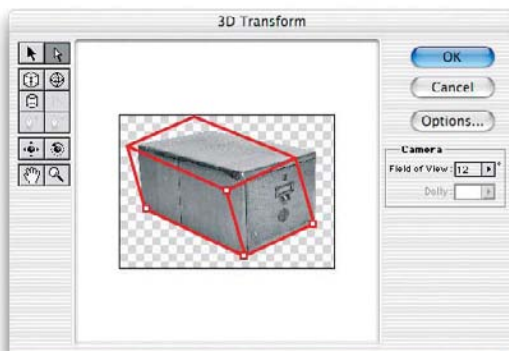 3D Transform
OK
Cancel
Options...
Camera
Field of View: 12 °
Dolly: